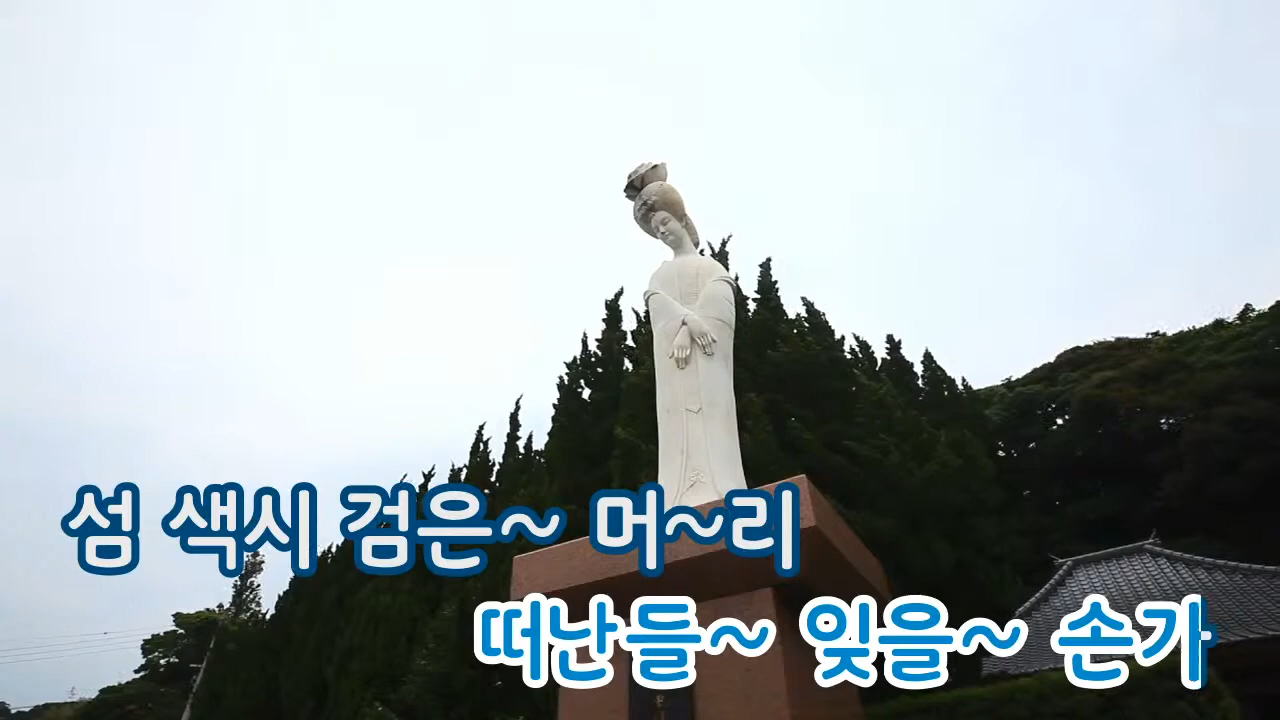 섬 색시 검은~ 머~리
떠난들~ 잊을~ 손가